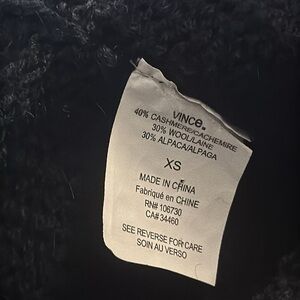 VINCE.
40% CASHMERE/CACHEMIRE
30% WOOL/LAINE
30% ALPACA/ALPAGA
XS
MADE IN CHINA
Fabriqué en CHINE
RN# 106730
CA# 34460
SEE REVERSE FOR CARE
SOIN AU VERSO